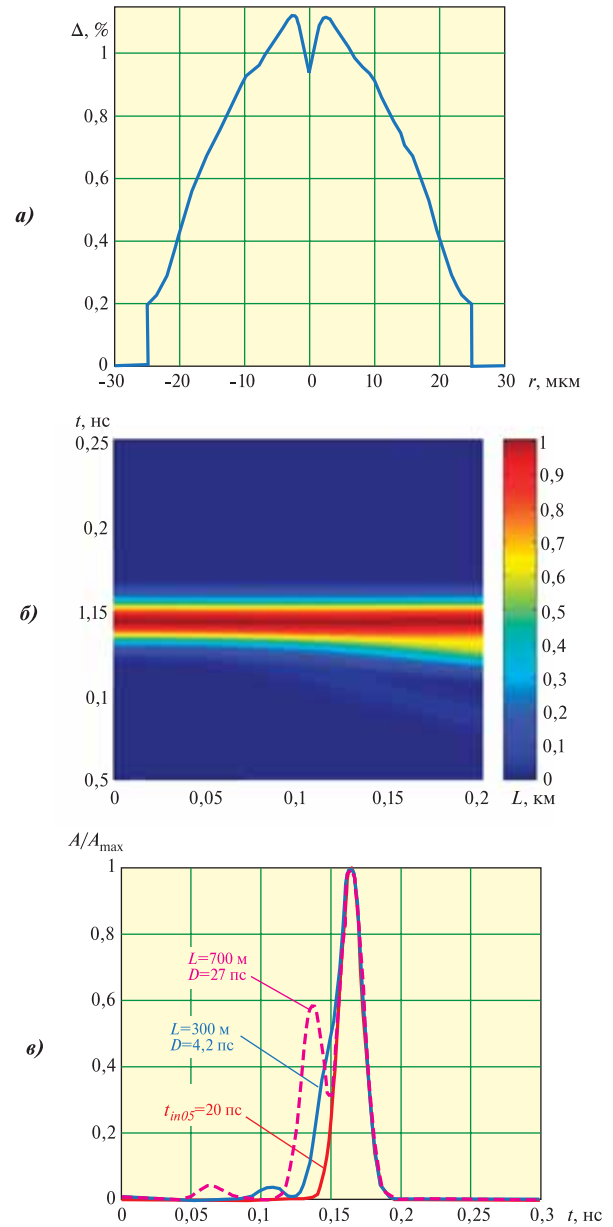 Δ, %
1
0,8
0,6
0,4
0,2
0
-30 -20 -10 0 10 20 30
r, мкм
а)
t, нс
0,25
0,2
1,15
0,1
0,5
0 0,05 0,1 0,15 0,2 L, км
1
0,9
0,8
0,7
0,6
0,5
0,4
0,3
0,2
0,1
0
б)
A/Amax
1
0,8
0,6
0,4
0,2
0
L=700 м
D=27 пс
L=300 м
D=4,2 пс
tin05=20 пс
0 0,05 0,1 0,15 0,2 0,25 0,3
t, нс
в)